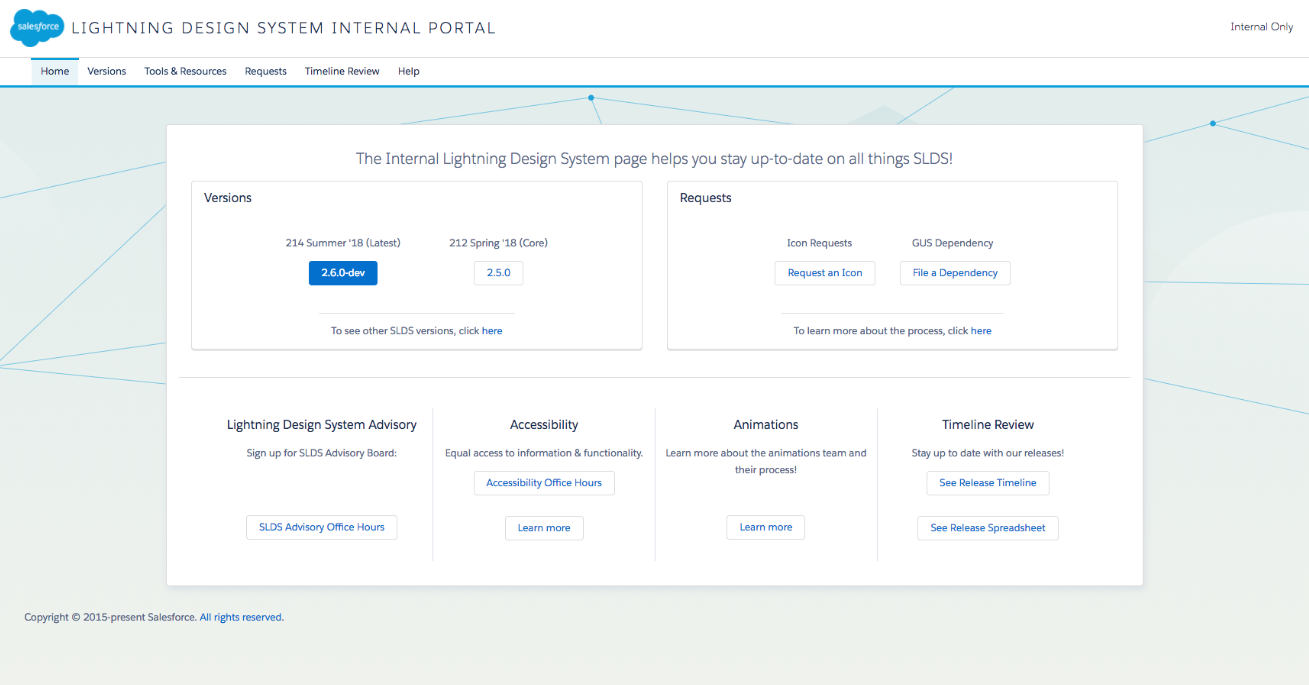 salesforce
LIGHTNING DESIGN SYSTEM INTERNAL PORTAL
Internal Only
Home
Versions
Tools & Resources
Requests
Timeline Review
Help
The Internal Lightning Design System page helps you stay up-to-date on all things SLDS!
Versions
214 Summer '18 (Latest)
2.6.0-dev
212 Spring '18 (Core)
2.5.0
To see other SLDS versions, click here
Requests
Icon Requests
Request an Icon
GUS Dependency
File a Dependency
To learn more about the process, click here
Lightning Design System Advisory
Sign up for SLDS Advisory Board:
SLDS Advisory Office Hours
Accessibility
Equal access to information & functionality.
Accessibility Office Hours
Learn more
Animations
Learn more about the animations team and
their process!
Learn more
Timeline Review
Stay up to date with our releases!
See Release Timeline
See Release Spreadsheet
Copyright © 2015-present Salesforce. All rights reserved.